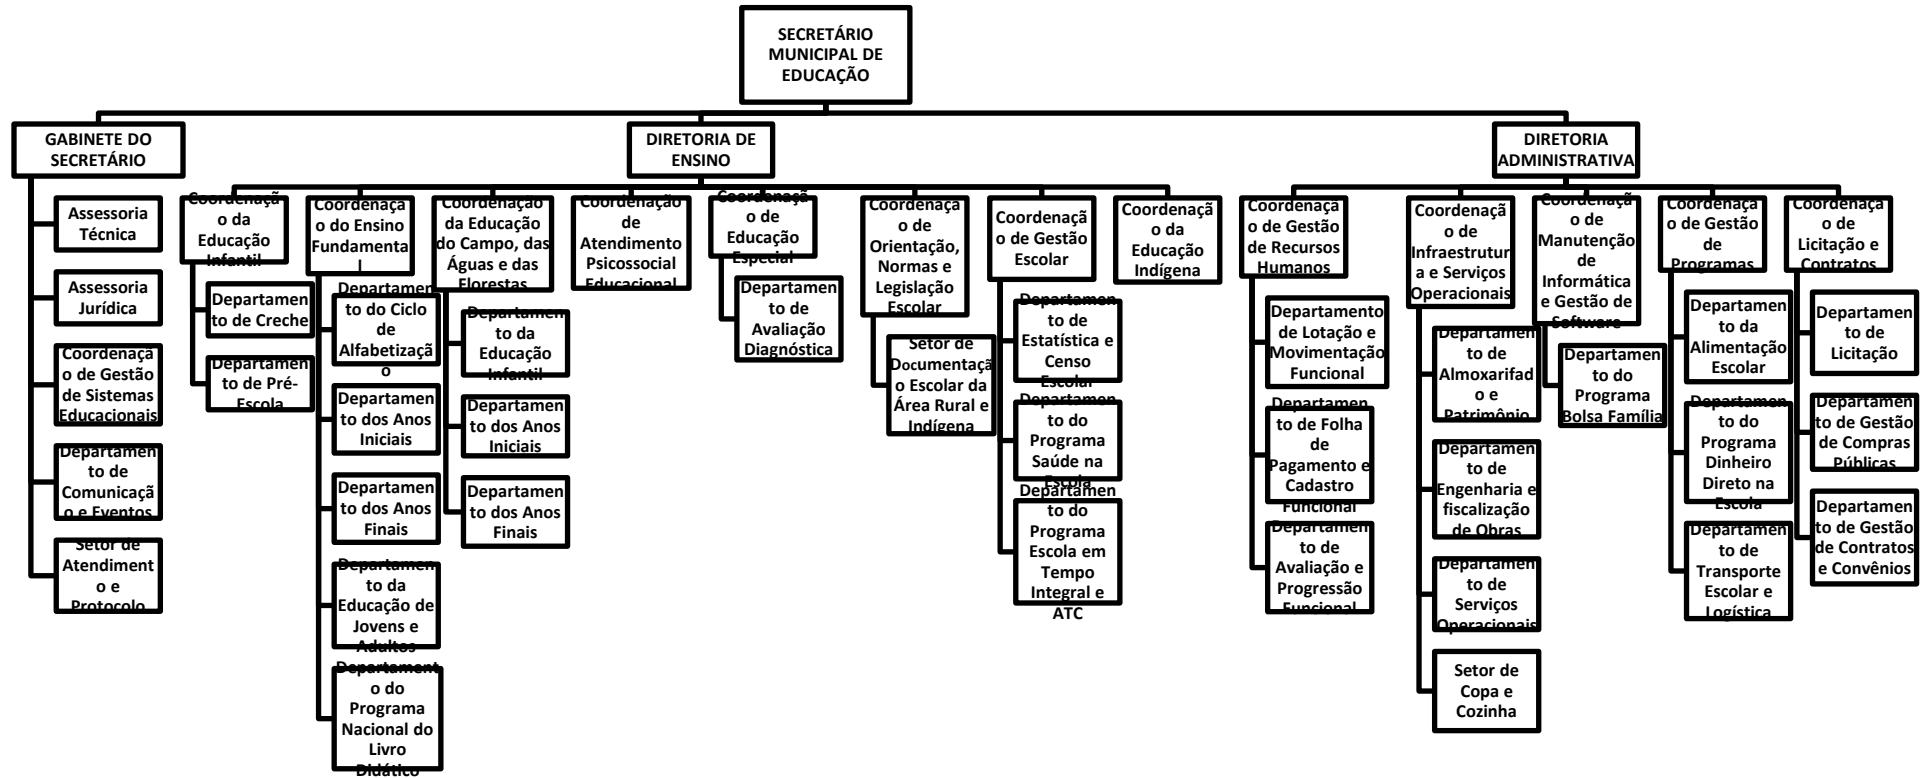 SECRETÁRIO
MUNICIPAL DE
EDUCAÇÃO
GABINETE DO
SECRETÁRIO
Assessoria
Técnica
Assessoria
Jurídica
Coordenaçã
o de Gestão
de Sistemas
Educacionais
Departamen
to de
Comunicaçã
o e Eventos
Setor de
Atendiment
o e
Protocolo
DIRETORIA DE
ENSINO
Coordenaçã
o da
Educação
Infantil
Departamen
to de Creche
Departamen
to de Pré-
Escola
Coordenaçã
o do Ensino
Fundamenta
l
Departamen
to do Ciclo
de
Alfabetizaçã
o
Departamen
to dos Anos
Iniciais
Departamen
to dos Anos
Finais
Departamen
to da
Educação de
Jovens e
Adultos
Departament
o do
Programa
Nacional do
Livro
Didático
Coordenação
da Educação
do Campo, das
Águas e das
Florestas
Departamen
to da
Educação
Infantil
Departamen
to dos Anos
Iniciais
Departamen
to dos Anos
Finais
Coordenação
de
Atendimento
Psicossocial
Educacional
Coordenaçã
o de
Educação
Especial
Departamen
to de
Avaliação
Diagnóstica
Coordenaçã
o de
Orientação,
Normas e
Legislação
Escolar
Setor de
Documentaçã
o Escolar da
Área Rural e
Indígena
Coordenaçã
o de Gestão
Escolar
Departamen
to de
Estatística e
Censo
Escolar
Departamen
to do
Programa
Saúde na
Escola
Departamen
to do
Programa
Escola em
Tempo
Integral e
ATC
Coordenaçã
o da
Educação
Indígena
DIRETORIA
ADMINISTRATIVA
Coordenaçã
o de Gestão
de Recursos
Humanos
Departamento
de Lotação e
Movimentação
Funcional
Departamen
to de Folha
de
Pagamento e
Cadastro
Funcional
Departamen
to de
Avaliação e
Progressão
Funcional
Coordenaçã
o de
Infraestrutur
a e Serviços
Operacionais
Departamen
to de
Almoxarifad
o e
Patrimônio
Departamen
to de
Engenharia e
fiscalização
de Obras
Departamen
to de
Serviços
Operacionais
Setor de
Copa e
Cozinha
Coordenaçã
o de
Manutenção
de
Informática
e Gestão de
Software
Departamen
to do
Programa
Bolsa Família
Coordenaçã
o de Gestão
de
Programas
Departamen
to da
Alimentação
Escolar
Departamen
to do
Programa
Dinheiro
Direto na
Escola
Departamen
to de
Transporte
Escolar e
Logística
Coordenaçã
o de
Licitação e
Contratos
Departamen
to de
Licitação
Departamen
to de Gestão
de Compras
Públicas
Departamen
to de Gestão
de Contratos
e Convênios